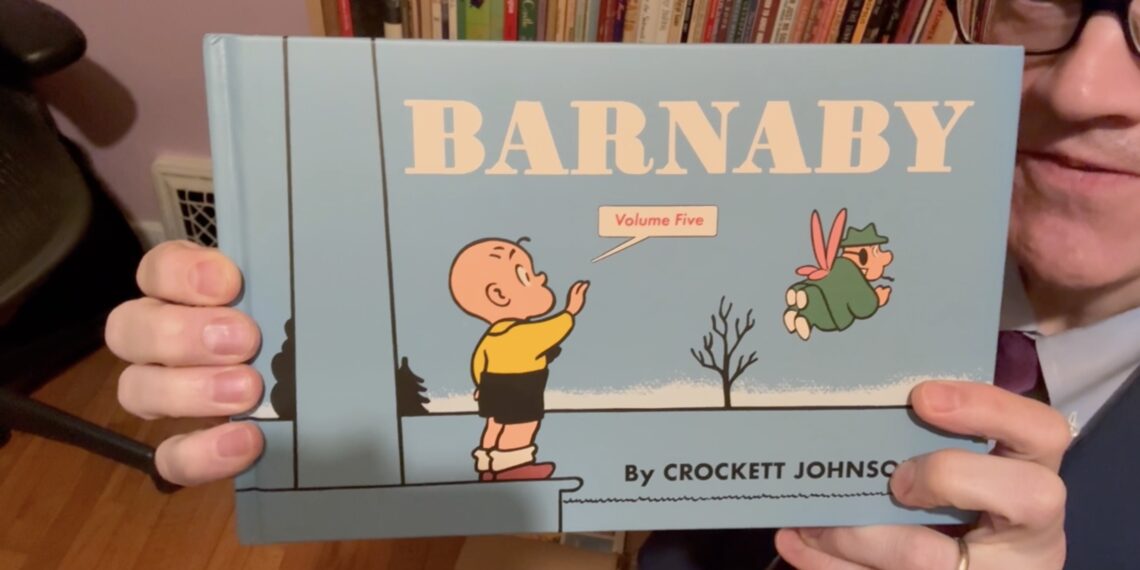 BARNABY
Volume Five
By CROCKETT JOHNSO